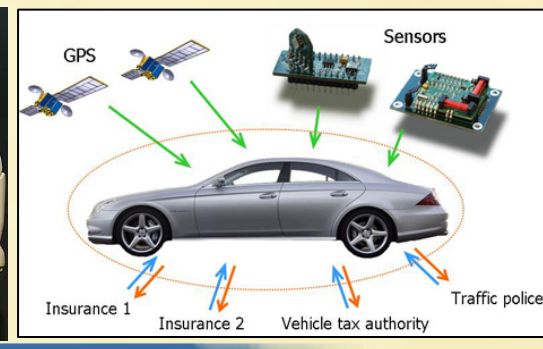 GPS
Sensors
Insurance 1
Insurance 2
Vehicle tax authority
Traffic police